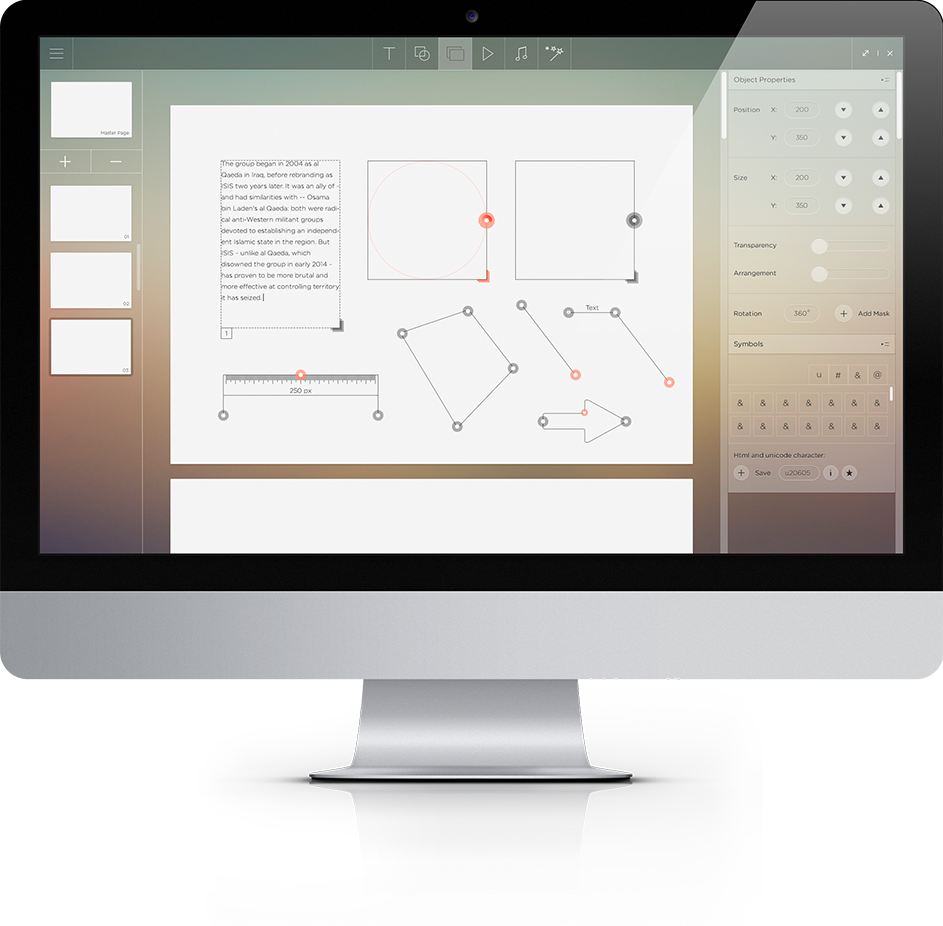 T
Master Page
01
02
03
The group began in 2004 as al
Qaeda in Iraq, before rebranding as
ISIS two years later. It was an ally of -
and had similarities with -- Osama
bin Laden's al Qaeda: both were radi-
cal anti-Western militant groups
devoted to establishing an independ-
ent Islamic state in the region. But
ISIS - unlike al Qaeda, which
disowned the group in early 2014 -
has proven to be more brutal and
more effective at controlling territory
it has seized.
1
Text
250 px
Object Properties
Position X: 200
Y: 350
Size X: 200
Y: 350
Transparency
Arrangement
Rotation 360° + Add Mask
Symbols
u # & @
& & & & & & &
& & & & & & &
Html and unicode character:
+ Save u20605 i